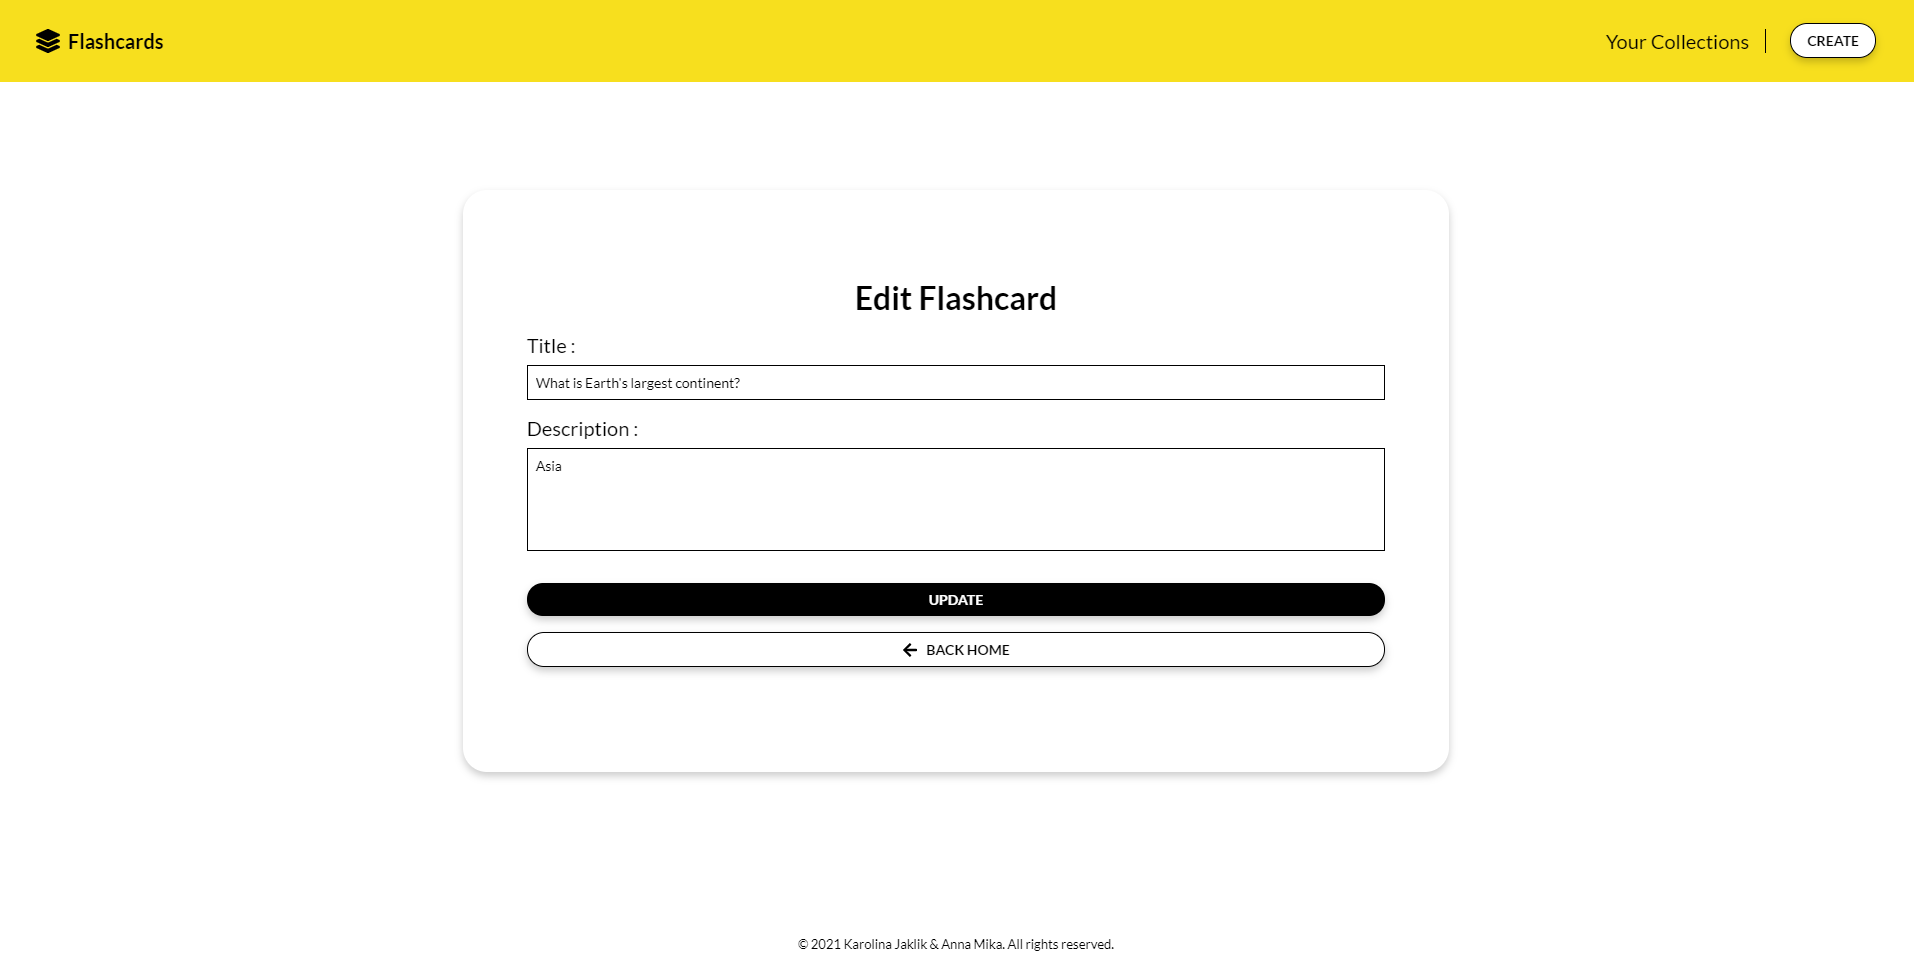 Flashcards
Your Collections
CREATE
Edit Flashcard
Title :
What is Earth's largest continent?
Description :
Asia
UPDATE
BACK HOME
© 2021 Karolina Jaklik & Anna Mika. All rights reserved.